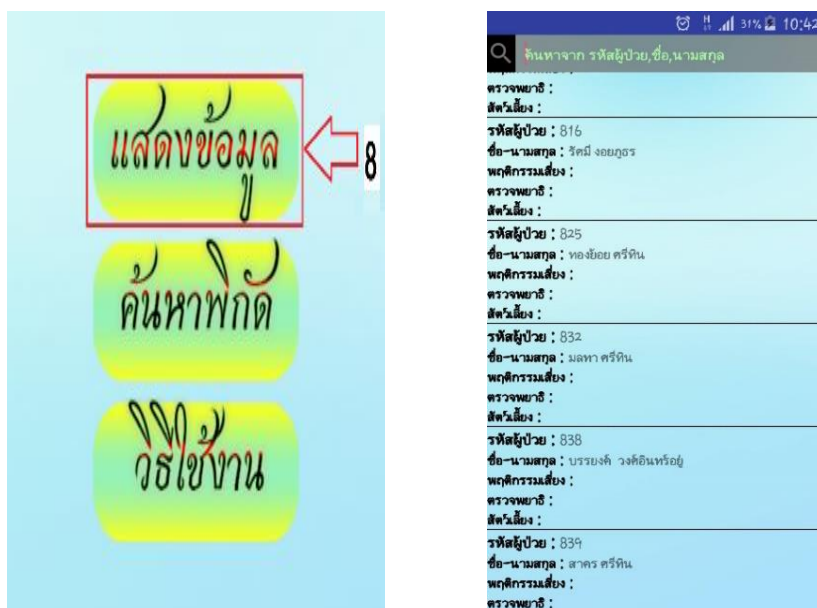 แสดงข้อมูล
8
ค้นหาพิกัด
วิธีใช้งาน
31% 10:42
ค้นหาจาก รหัสผู้ป่วย,ชื่อ,นามสกุล
พฤติกรรมเสี่ยง :
ตรวจพยาธิ :
สัตว์เลี้ยง :
รหัสผู้ป่วย : 816
ชื่อ-นามสกุล : รัศมี งอยภูธร
พฤติกรรมเสี่ยง :
ตรวจพยาธิ :
สัตว์เลี้ยง :
รหัสผู้ป่วย : 825
ชื่อ-นามสกุล : ทองย้อย ศรีทิน
พฤติกรรมเสี่ยง :
ตรวจพยาธิ :
สัตว์เลี้ยง :
รหัสผู้ป่วย : 832
ชื่อ-นามสกุล : มลทา ศรีทิน
พฤติกรรมเสี่ยง :
ตรวจพยาธิ :
สัตว์เลี้ยง :
รหัสผู้ป่วย : 838
ชื่อ-นามสกุล : บรรยงค์ วงศ์อินทร์อยู่
พฤติกรรมเสี่ยง :
ตรวจพยาธิ :
สัตว์เลี้ยง :
รหัสผู้ป่วย : 839
ชื่อ-นามสกุล : สาคร ศรีทิน
พฤติกรรมเสี่ยง :
ตรวจพยาธิ :